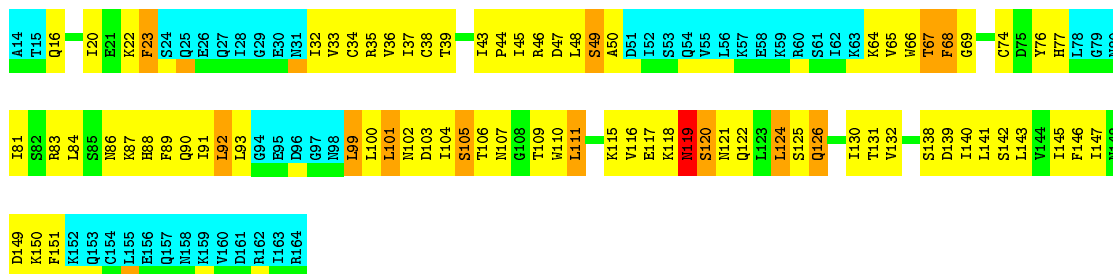 A14 T15 Q16 I20 E21 K22 F23 S24 Q25 E26 Q27 I28 G29 E30 N31 I32 V33 C34 R35 V36 I37 C38 T39 I43 P44 I45 R46 D47 L48 S49 A50 D51 I52 S53 Q54 V55 L56 K57 E58 K59 R60 S61 I62 K63 K64 V65 W66 T67 F68 G69 C74 D75 Y76 H77 L78 G79
I81 S82 R83 L84 S85 N86 K87 H88 F89 Q90 I91 L92 L93 G94 E95 D96 G97 N98 L99 L100 L101 N102 D103 I104 S105 T106 N107 G108 T109 W110 L111 K115 V116 E117 K118 N119 S120 N121 Q122 L123 L124 S125 Q126 I130 T131 V132 S138 D139 I140 L141 S142 L143 V144 I145 F146 I147
D149 K150 F151 K152 Q153 C154 L155 E156 Q157 N158 K159 V160 D161 R162 I163 R164